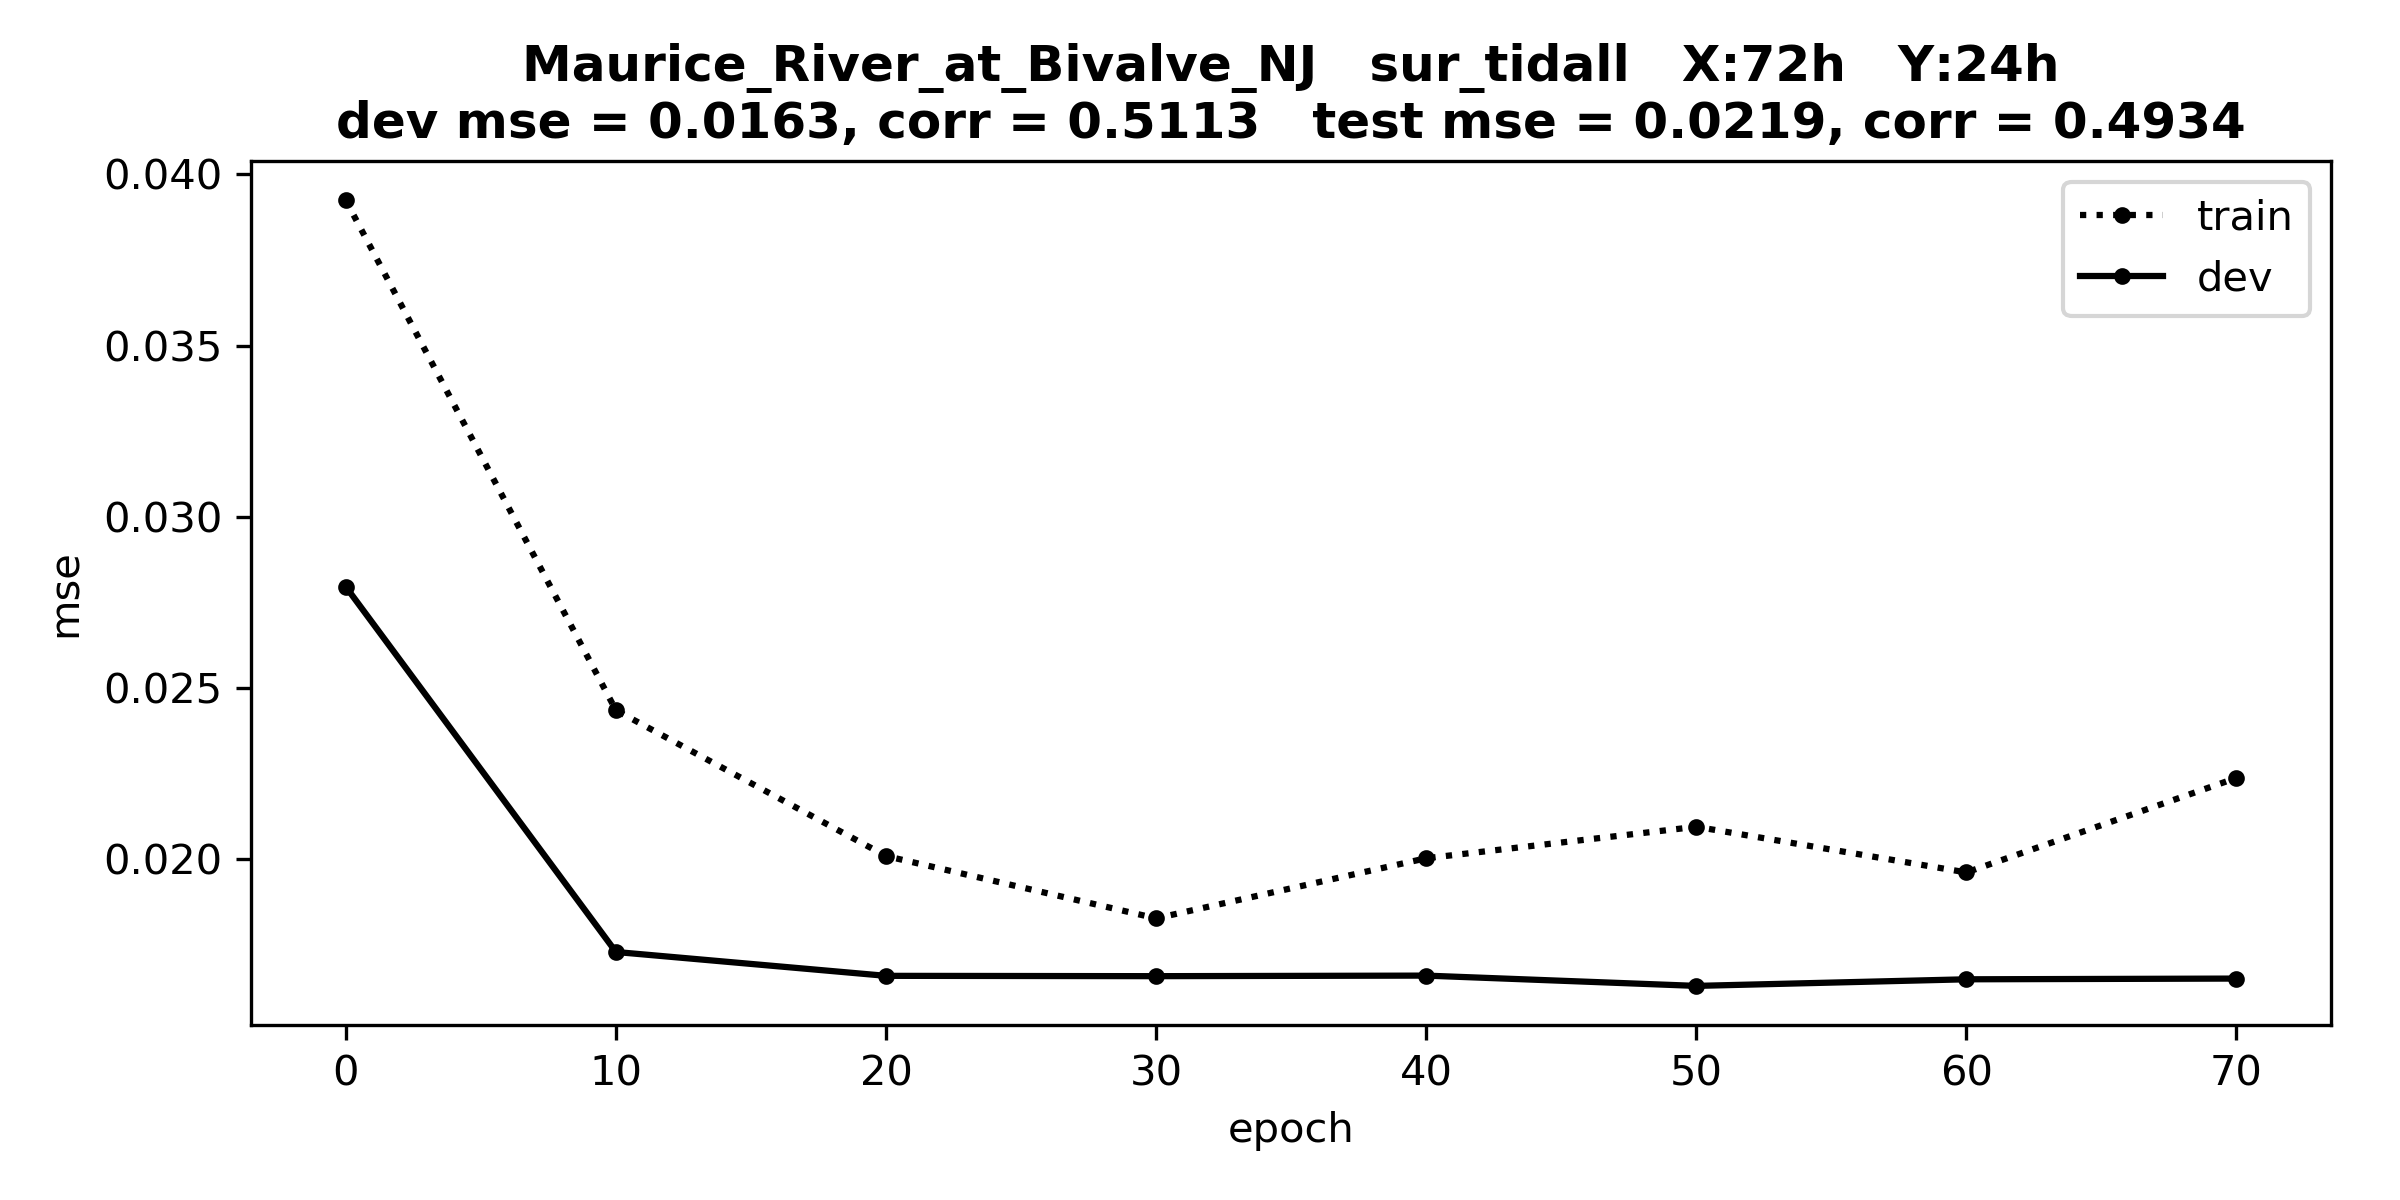 Maurice_River_at_Bivalve_NJ   sur_tidall   X:72h   Y:24h
dev mse = 0.0163, corr = 0.5113   test mse = 0.0219, corr = 0.4934
0.040
0.035
0.030
0.025
0.020
mse
train
dev
0 10 20 30 40 50 60 70
epoch